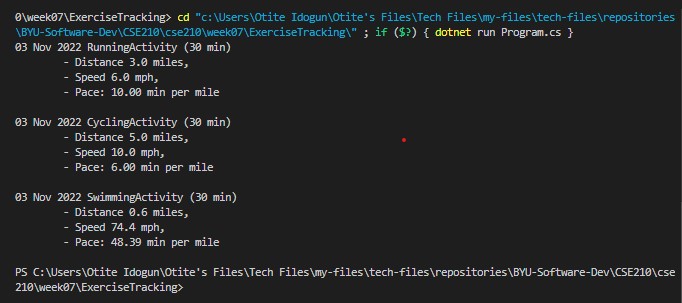 0\week07\ExerciseTracking> cd "c:\Users\Otite Idogun\Otite's Files\Tech Files\my-files\tech-files\repositories
\BYU-Software-Dev\CSE210\cse210\week07\ExerciseTracking\" ; if ($?) { dotnet run Program.cs }
03 Nov 2022 RunningActivity (30 min)
- Distance 3.0 miles,
- Speed 6.0 mph,
- Pace: 10.00 min per mile
03 Nov 2022 CyclingActivity (30 min)
- Distance 5.0 miles,
- Speed 10.0 mph,
- Pace: 6.00 min per mile
03 Nov 2022 SwimmingActivity (30 min)
- Distance 0.6 miles,
- Speed 74.4 mph,
- Pace: 48.39 min per mile
PS C:\Users\Otite Idogun\Otite's Files\Tech Files\my-files\tech-files\repositories\BYU-Software-Dev\CSE210\cse
210\week07\ExerciseTracking>